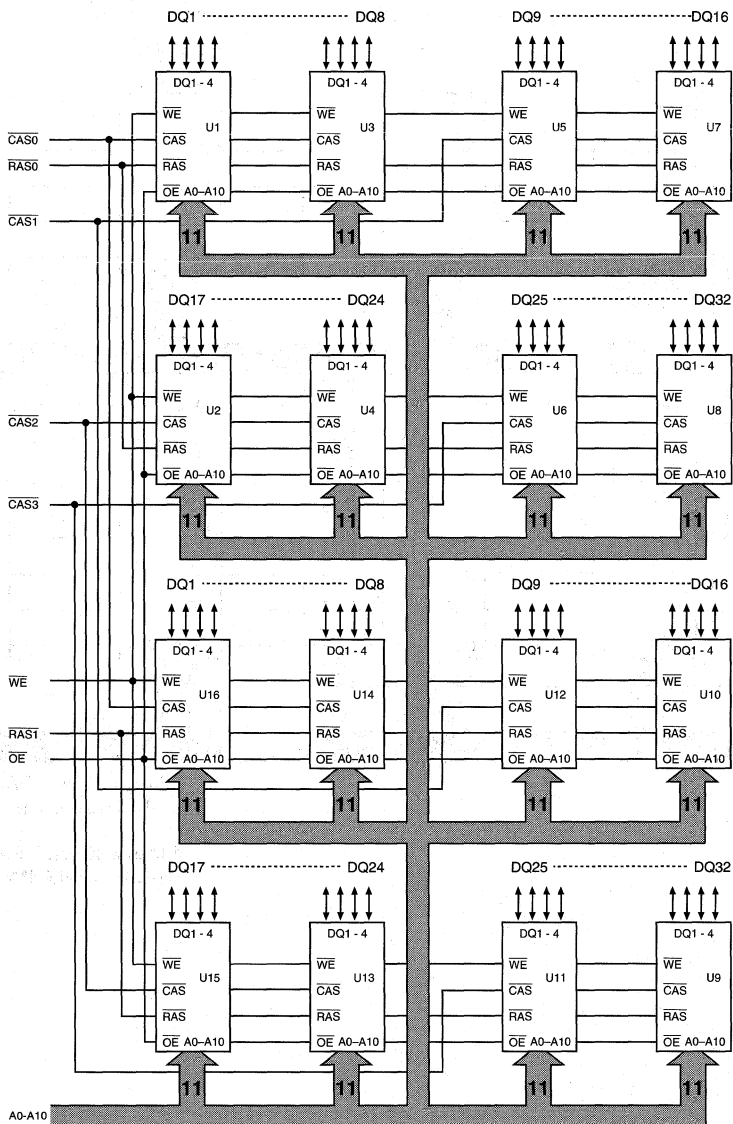 DQ1 DQ8 DQ9 DQ16
DQ1 - 4 DQ1 - 4 DQ1 - 4 DQ1 - 4
U1 U3 U5 U7
WE WE WE WE
CAS0 CAS CAS CAS CAS
RAS0 RAS RAS RAS RAS
OE A0–A10 OE A0–A10 OE A0–A10 OE A0–A10
CAS1
11 11 11 11
DQ17 DQ24 DQ25 DQ32
DQ1 - 4 DQ1 - 4 DQ1 - 4 DQ1 - 4
WE WE WE WE
U2 U4 U6 U8
CAS2 CAS CAS CAS CAS
RAS RAS RAS RAS
OE A0–A10 OE A0–A10 OE A0–A10 OE A0–A10
CAS3
11 11 11 11
DQ1 DQ8 DQ9 DQ16
DQ1 - 4 DQ1 - 4 DQ1 - 4 DQ1 - 4
WE WE WE WE WE
U16 U14 U12 U10
CAS CAS CAS CAS
RAS1 RAS RAS RAS RAS
OE OE A0–A10 OE A0–A10 OE A0–A10 OE A0–A10
11 11 11 11
DQ17 DQ24 DQ25 DQ32
DQ1 - 4 DQ1 - 4 DQ1 - 4 DQ1 - 4
WE WE WE WE
U15 U13 U11 U9
CAS CAS CAS CAS
RAS RAS RAS RAS
OE A0–A10 OE A0–A10 OE A0–A10 OE A0–A10
11 11 11 11
A0-A10